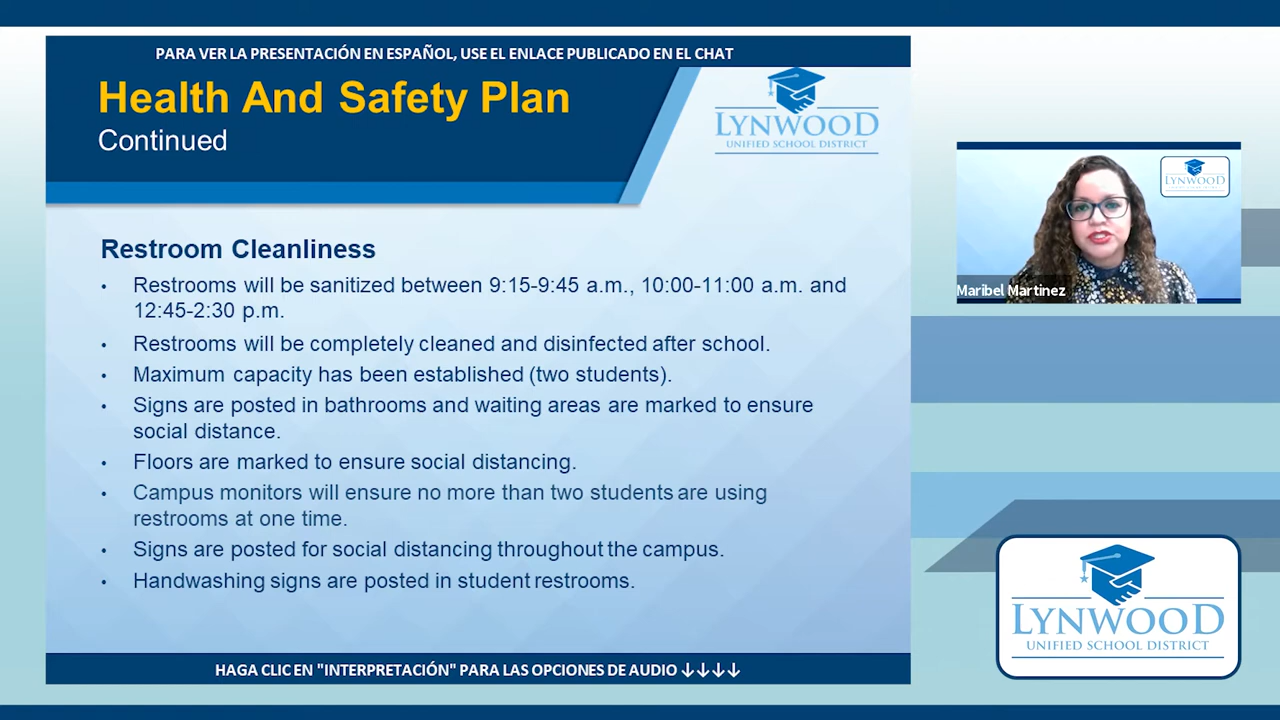 PARA VER LA PRESENTACIÓN EN ESPAÑOL, USE EL ENLACE PUBLICADO EN EL CHAT
Health And Safety Plan
Continued
LYNWOOD
UNIFIED SCHOOL DISTRICT
Restroom Cleanliness
• Restrooms will be sanitized between 9:15-9:45 a.m., 10:00-11:00 a.m. and
12:45-2:30 p.m.
• Restrooms will be completely cleaned and disinfected after school.
• Maximum capacity has been established (two students).
• Signs are posted in bathrooms and waiting areas are marked to ensure
social distance.
• Floors are marked to ensure social distancing.
• Campus monitors will ensure no more than two students are using
restrooms at one time.
• Signs are posted for social distancing throughout the campus.
• Handwashing signs are posted in student restrooms.
HAGA CLIC EN "INTERPRETACIÓN" PARA LAS OPCIONES DE AUDIO ↓↓↓↓
LYNWOOD
Maribel Martinez
LYNWOOD
UNIFIED SCHOOL DISTRICT